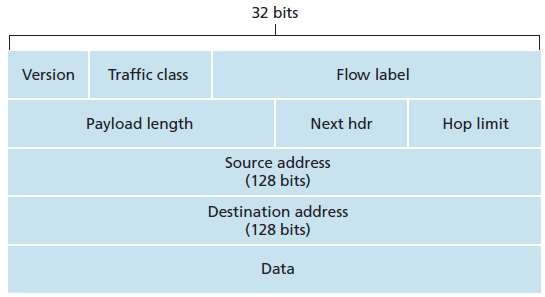 32 bits
Version Traffic class Flow label
Payload length Next hdr Hop limit
Source address
(128 bits)
Destination address
(128 bits)
Data